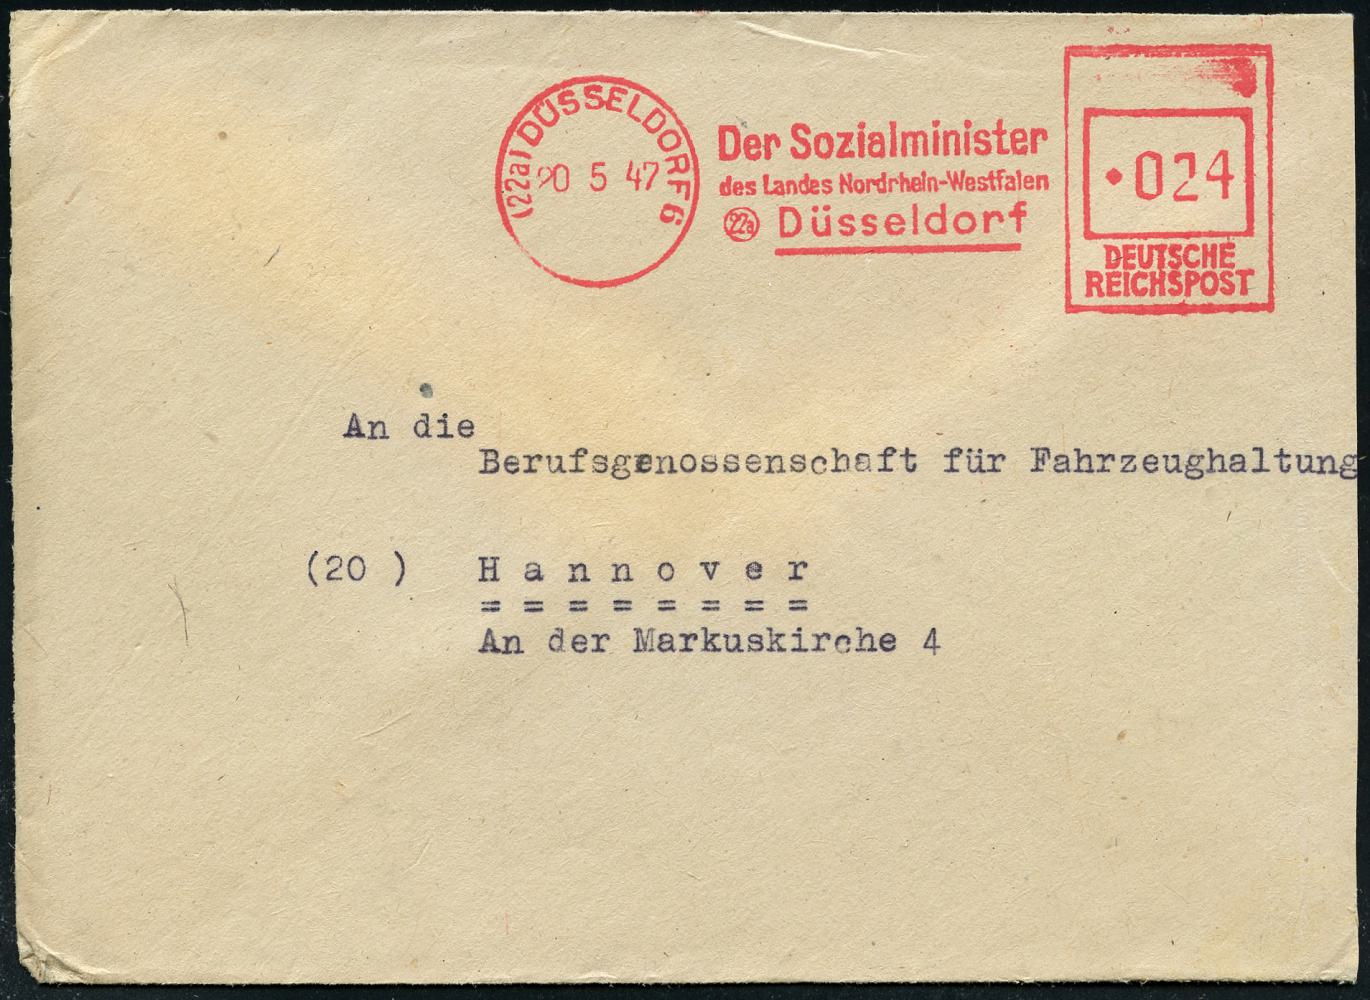 (22a) DÜSSELDORF 6
20 5 47
Der Sozialminister
des Landes Nordrhein-Westfalen
22a Düsseldorf
024
DEUTSCHE
REICHSPOST
An die
Berufsgenossenschaft für Fahrzeughaltung
(20 ) H a n n o v e r
= = = = = = = =
An der Markuskirche 4